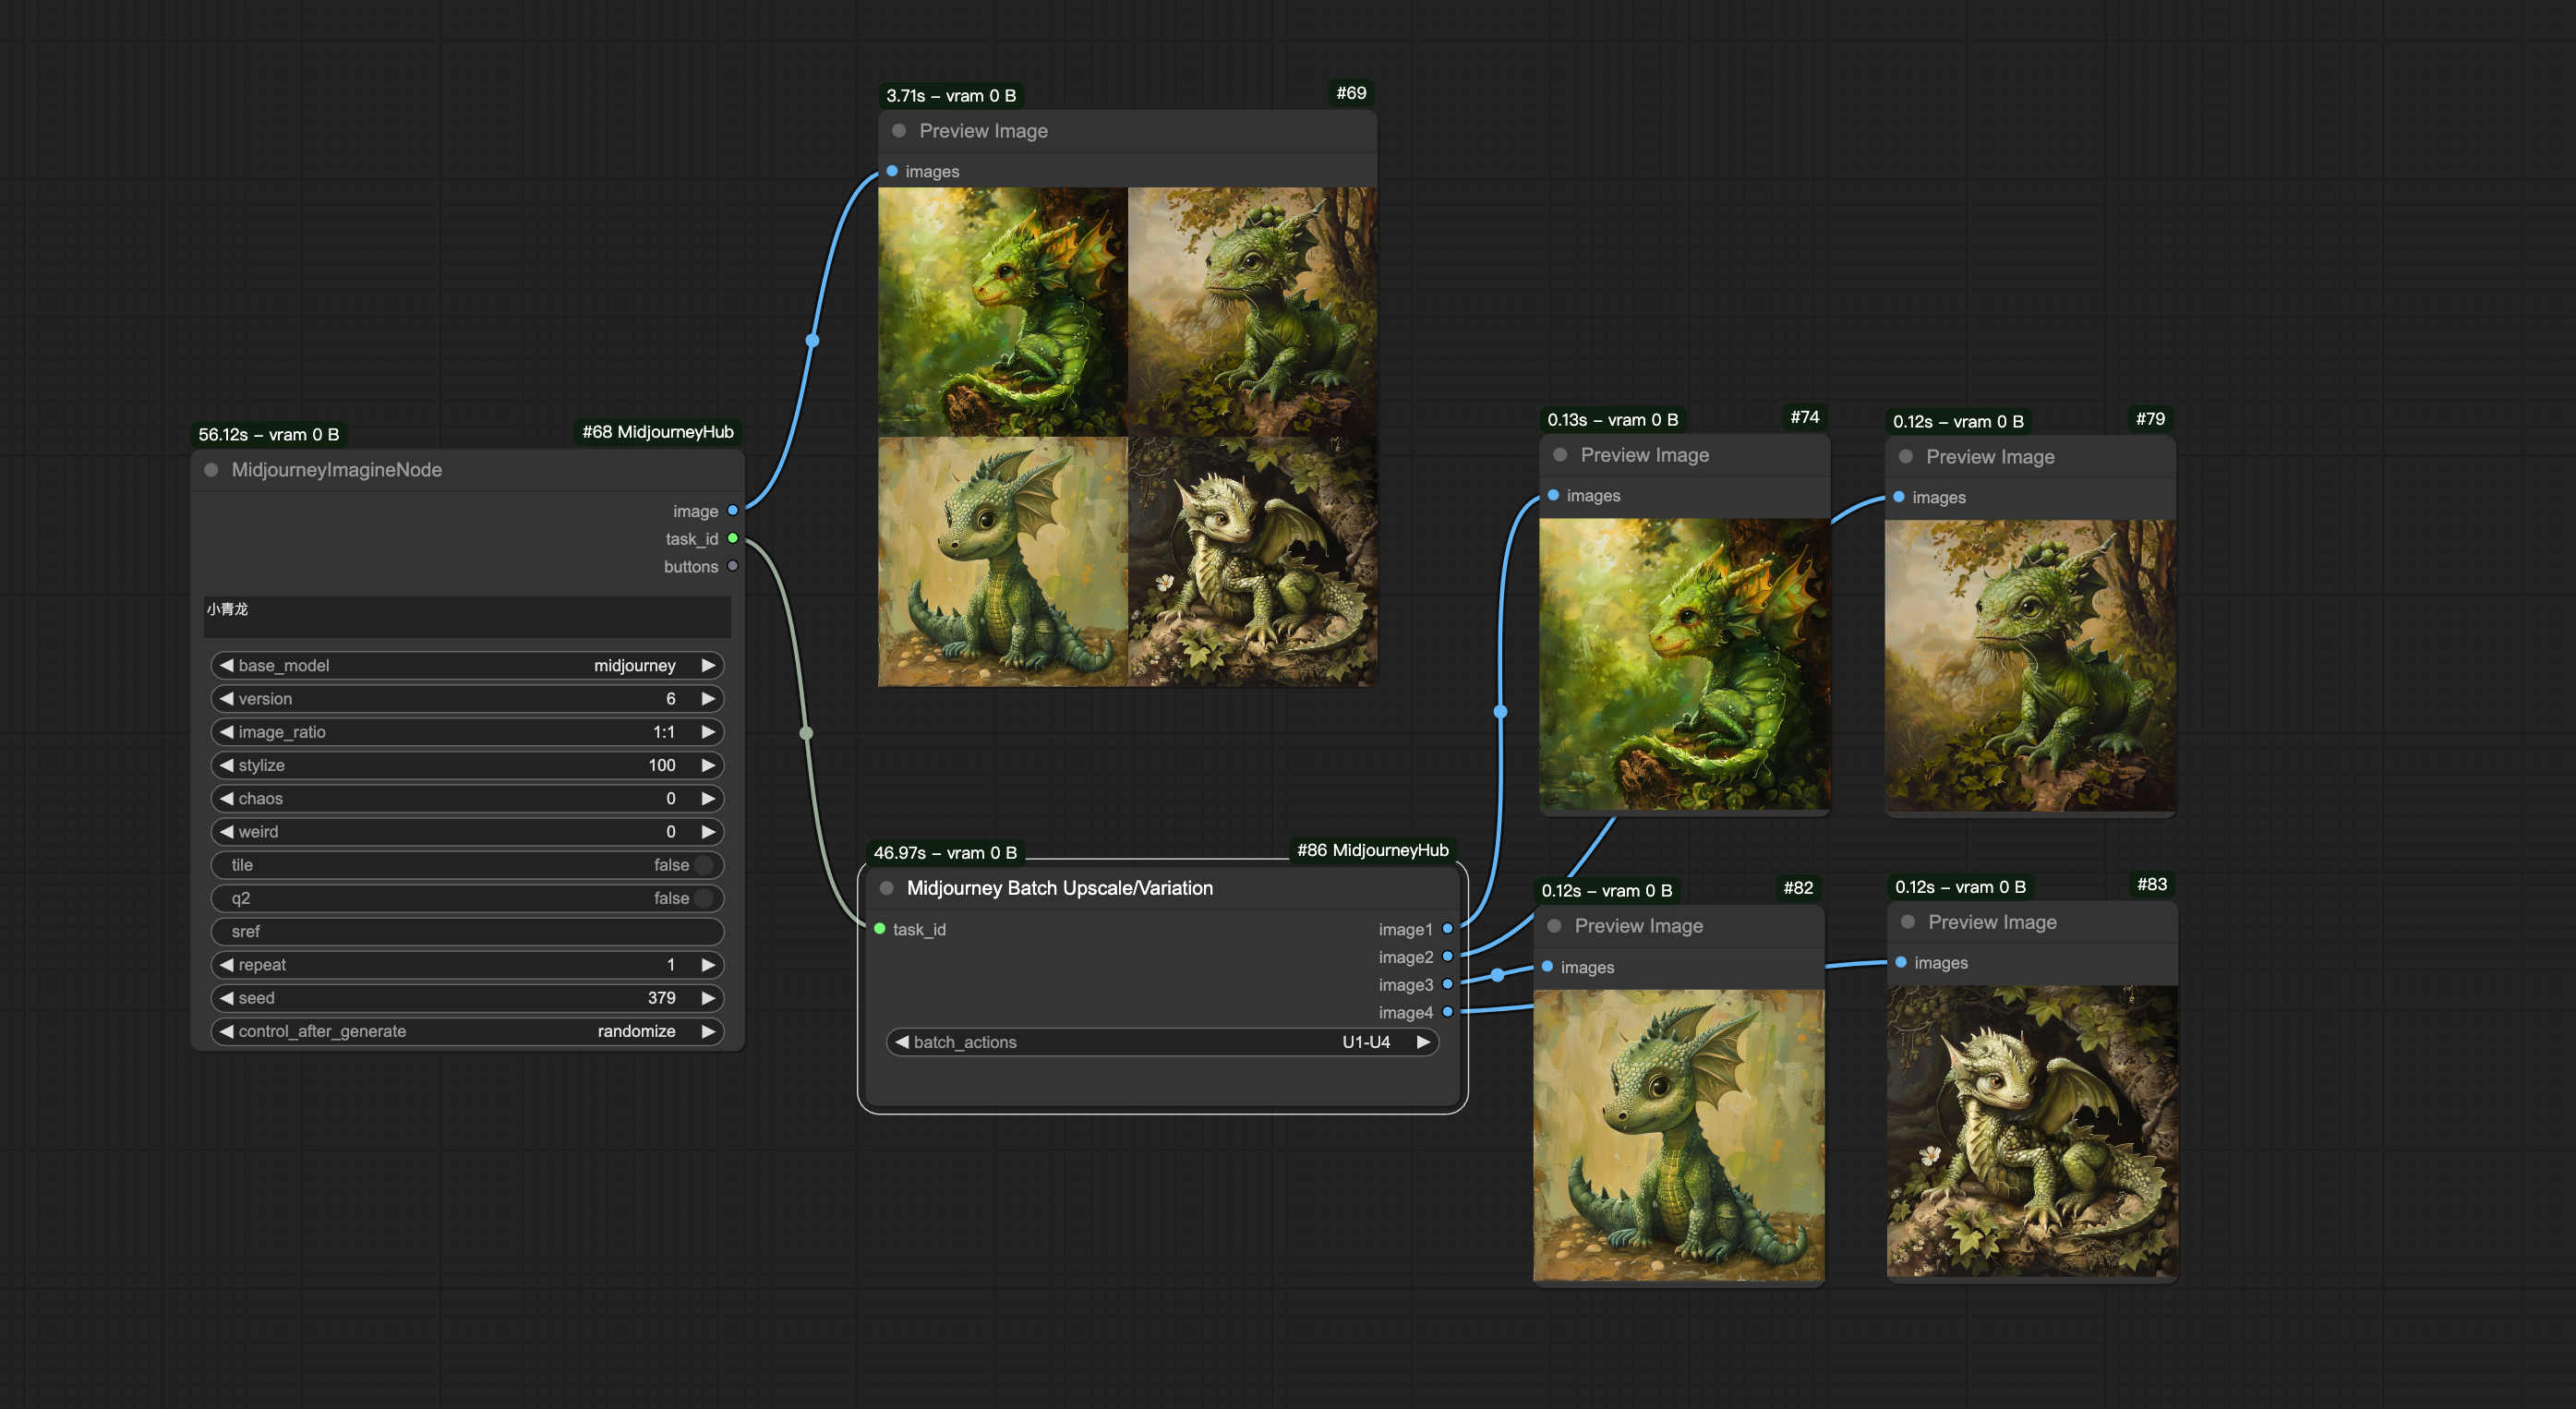 3.71s – vram 0 B
#69
Preview Image
images
56.12s – vram 0 B
#68 MidjourneyHub
MidjourneyImagineNode
image
task_id
buttons
小青龙
base_model midjourney
version 6
image_ratio 1:1
stylize 100
chaos 0
weird 0
tile false
q2 false
sref
repeat 1
seed 379
control_after_generate randomize
46.97s – vram 0 B
#86 MidjourneyHub
Midjourney Batch Upscale/Variation
task_id
image1
image2
image3
image4
batch_actions U1-U4
0.13s – vram 0 B
#74
Preview Image
images
0.12s – vram 0 B
#79
Preview Image
images
0.12s – vram 0 B
#82
Preview Image
images
0.12s – vram 0 B
#83
Preview Image
images